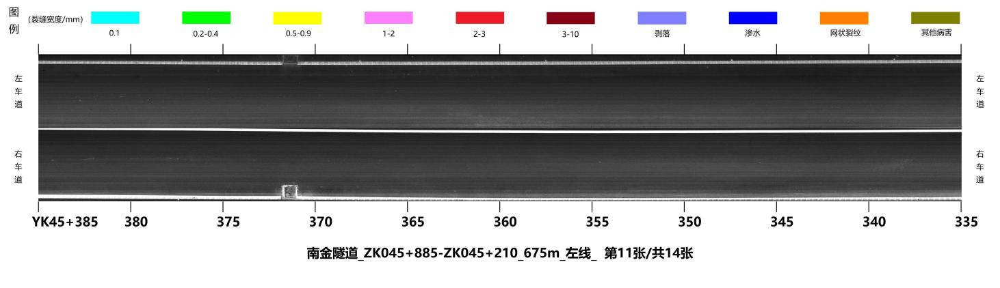 图例
(裂缝宽度/mm)
0.1 0.2-0.4 0.5-0.9 1-2 2-3 3-10 剥落 渗水 网状裂纹 其他病害
左车道 左车道
右车道 右车道
YK45+385 380 375 370 365 360 355 350 345 340 335
南金隧道_ZK045+885-ZK045+210_675m_左线_ 第11张/共14张